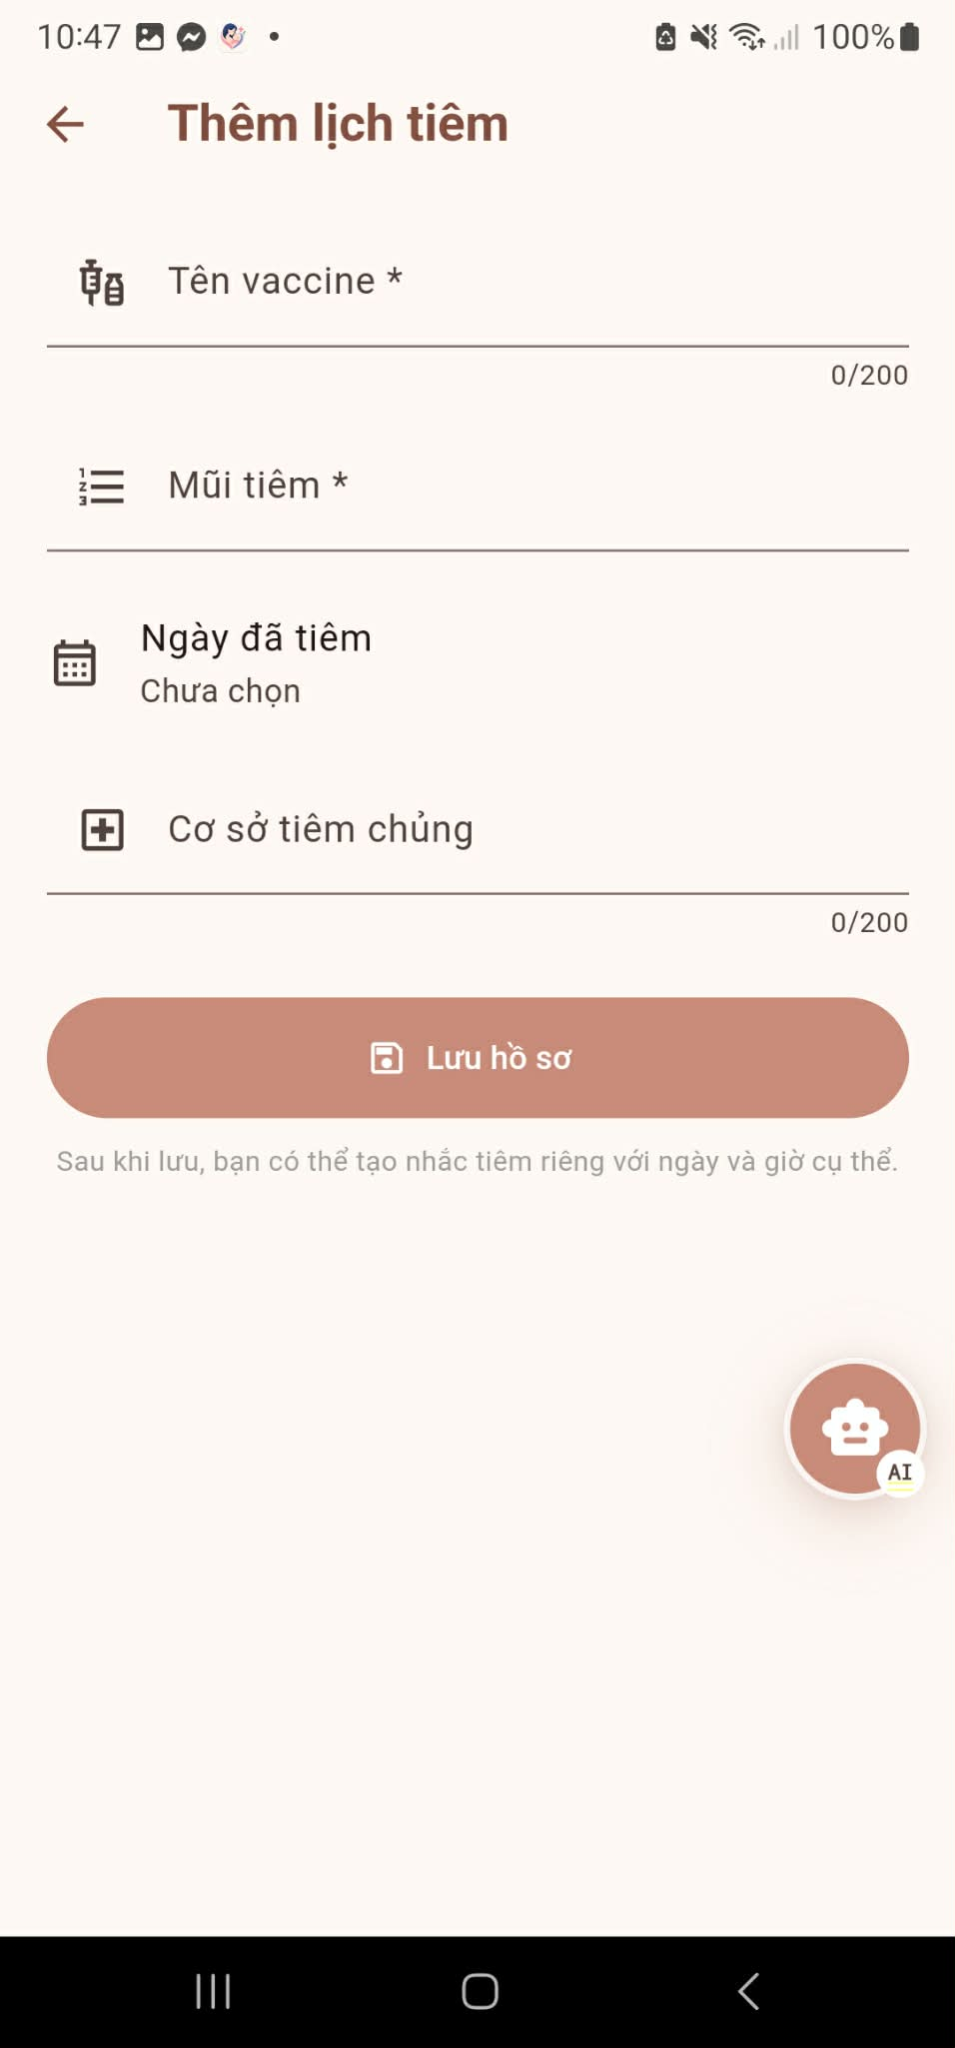 10:47
100%
Thêm lịch tiêm
Tên vaccine *
0/200
Mũi tiêm *
Ngày đã tiêm
Chưa chọn
Cơ sở tiêm chủng
0/200
Lưu hồ sơ
Sau khi lưu, bạn có thể tạo nhắc tiêm riêng với ngày và giờ cụ thể.
AI